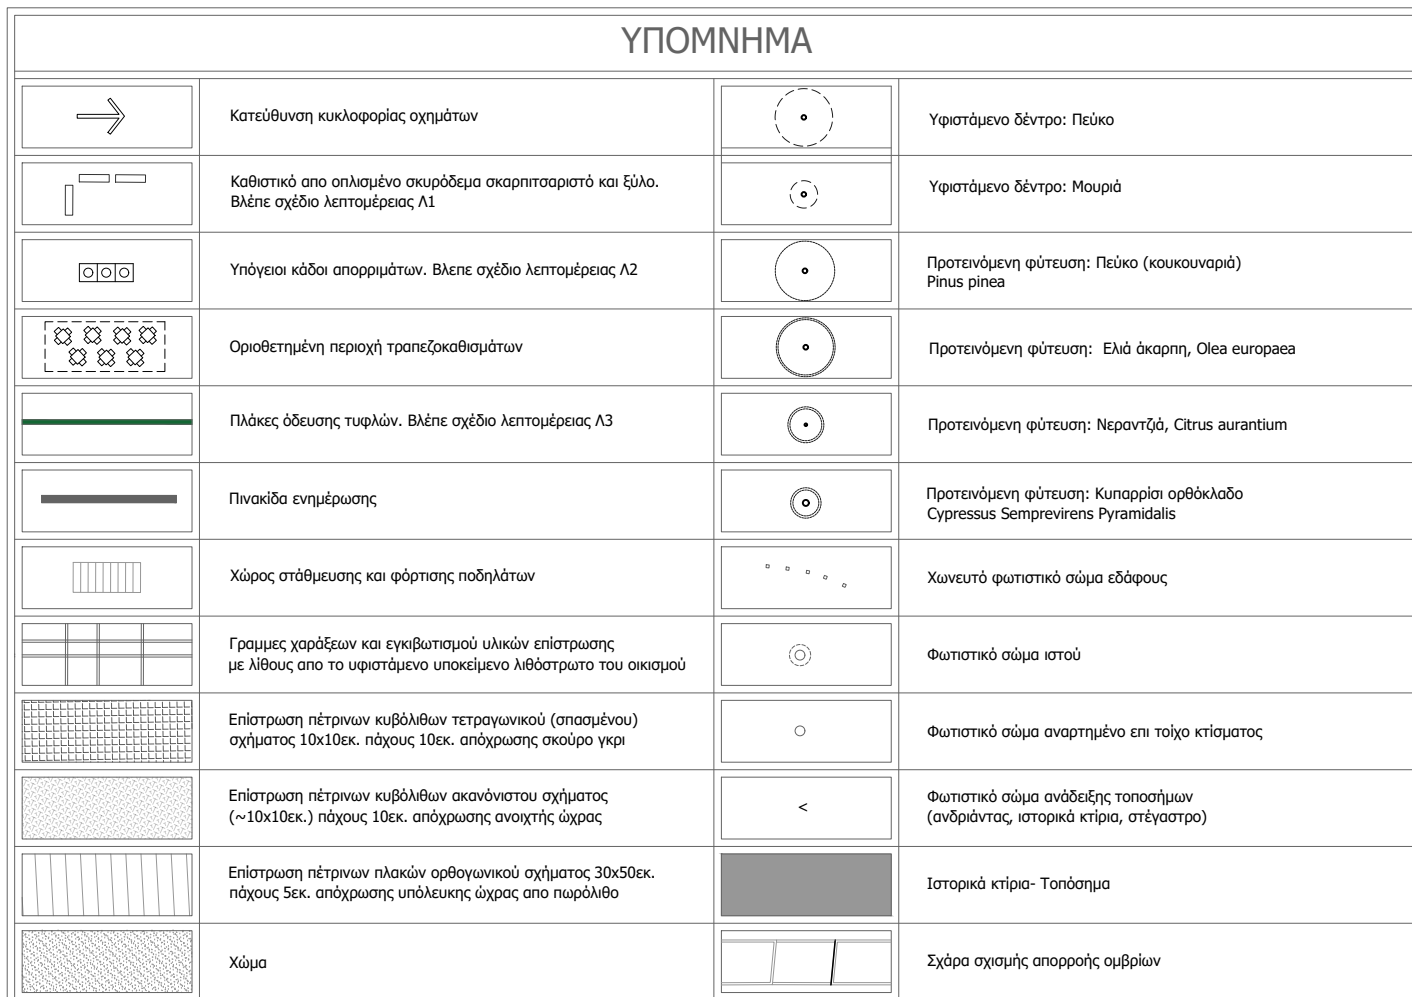 ΥΠΟΜΝΗΜΑ
Κατεύθυνση κυκλοφορίας οχημάτων
Καθιστικό απο οπλισμένο σκυρόδεμα σκαρπιτσαριστό και ξύλο.
Βλέπε σχέδιο λεπτομέρειας Λ1
Υπόγειοι κάδοι απορριμάτων. Βλεπε σχέδιο λεπτομέρειας Λ2
Οριοθετημένη περιοχή τραπεζοκαθισμάτων
Πλάκες όδευσης τυφλών. Βλέπε σχέδιο λεπτομέρειας Λ3
Πινακίδα ενημέρωσης
Χώρος στάθμευσης και φόρτισης ποδηλάτων
Γραμμες χαράξεων και εγκιβωτισμού υλικών επίστρωσης
με λίθους απο το υφιστάμενο υποκείμενο λιθόστρωτο του οικισμού
Επίστρωση πέτρινων κυβόλιθων τετραγωνικού (σπασμένου)
σχήματος 10x10εκ. πάχους 10εκ. απόχρωσης σκούρο γκρι
Επίστρωση πέτρινων κυβόλιθων ακανόνιστου σχήματος
(~10x10εκ.) πάχους 10εκ. απόχρωσης ανοιχτής ώχρας
Επίστρωση πέτρινων πλακών ορθογωνικού σχήματος 30x50εκ.
πάχους 5εκ. απόχρωσης υπόλευκης ώχρας απο πωρόλιθο
Χώμα
Υφιστάμενο δέντρο: Πεύκο
Υφιστάμενο δέντρο: Μουριά
Προτεινόμενη φύτευση: Πεύκο (κουκουναριά)
Pinus pinea
Προτεινόμενη φύτευση: Ελιά άκαρπη, Olea europaea
Προτεινόμενη φύτευση: Νεραντζιά, Citrus aurantium
Προτεινόμενη φύτευση: Κυπαρρίσι ορθόκλαδο
Cypressus Semprevirens Pyramidalis
Χωνευτό φωτιστικό σώμα εδάφους
Φωτιστικό σώμα ιστού
Φωτιστικό σώμα αναρτημένο επι τοίχο κτίσματος
Φωτιστικό σώμα ανάδειξης τοποσήμων
(ανδριάντας, ιστορικά κτίρια, στέγαστρο)
Ιστορικά κτίρια- Τοπόσημα
Σχάρα σχισμής απορροής ομβρίων